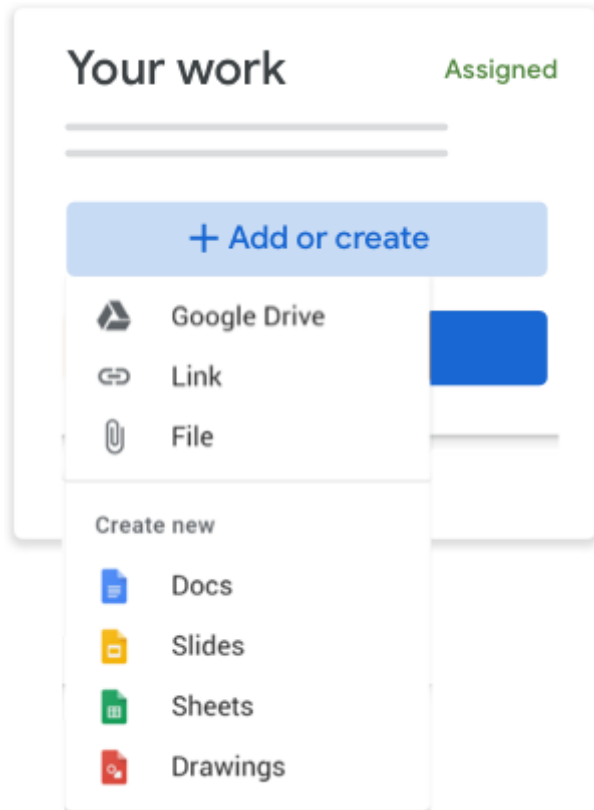 Your work
Assigned
+ Add or create
Google Drive
Link
File
Create new
Docs
Slides
Sheets
Drawings